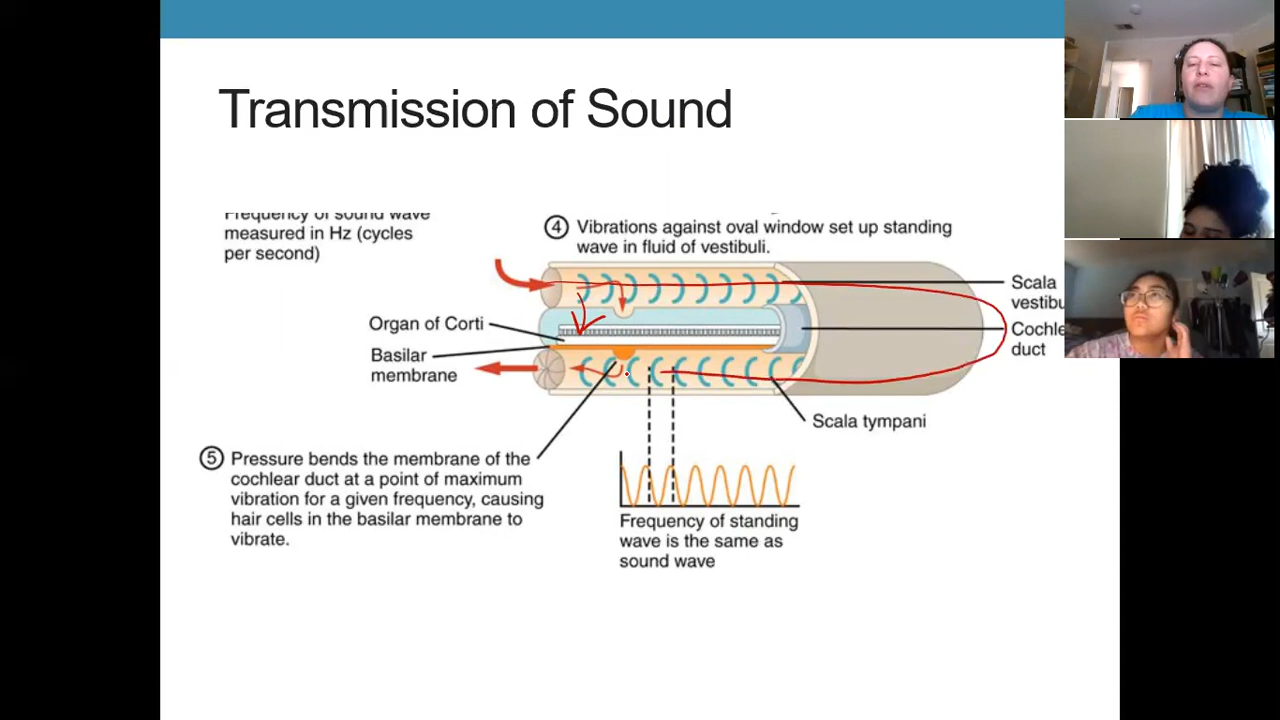 Transmission of Sound
Frequency of sound wave
measured in Hz (cycles
per second)
④ Vibrations against oval window set up standing
wave in fluid of vestibuli.
Scala
vestibu
Cochle
duct
Organ of Corti
Basilar
membrane
Scala tympani
⑤ Pressure bends the membrane of the
cochlear duct at a point of maximum
vibration for a given frequency, causing
hair cells in the basilar membrane to
vibrate.
Frequency of standing
wave is the same as
sound wave